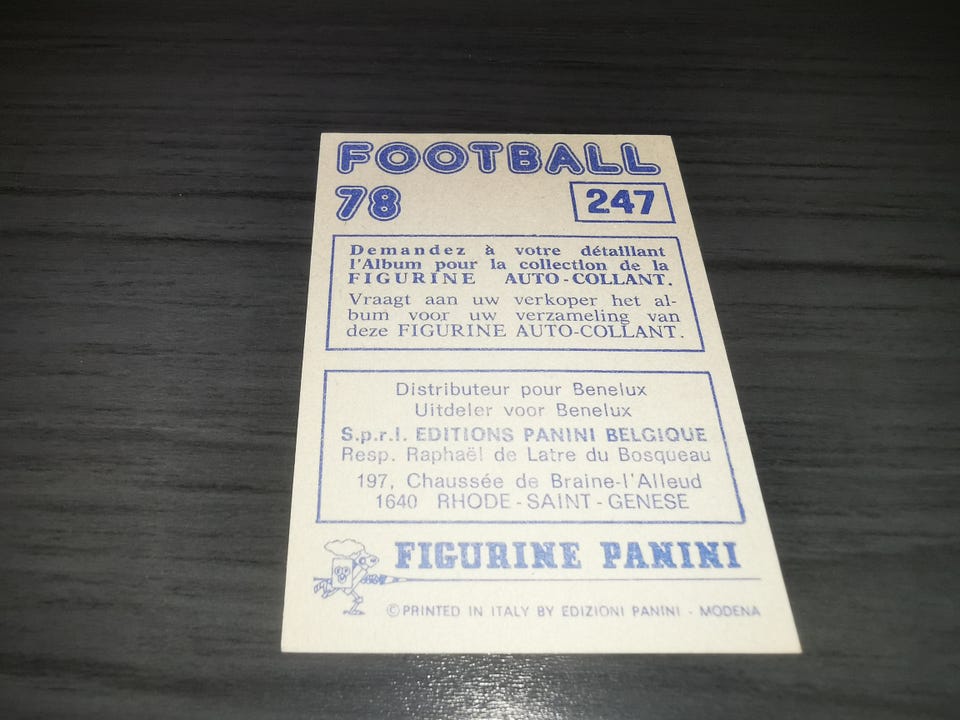 FOOTBALL
78
247
Demandez à votre détaillant
l'Album pour la collection de la
FIGURINE AUTO-COLLANT.
Vraagt aan uw verkoper het al-
bum voor uw verzameling van
deze FIGURINE AUTO-COLLANT.
Distributeur pour Benelux
Uitdeler voor Benelux
S.p.r.l. EDITIONS PANINI BELGIQUE
Resp. Raphaël de Latre du Bosqueau
197, Chaussée de Braine-l'Alleud
1640 RHODE-SAINT-GENESE
FIGURINE PANINI
©PRINTED IN ITALY BY EDIZIONI PANINI - MODENA